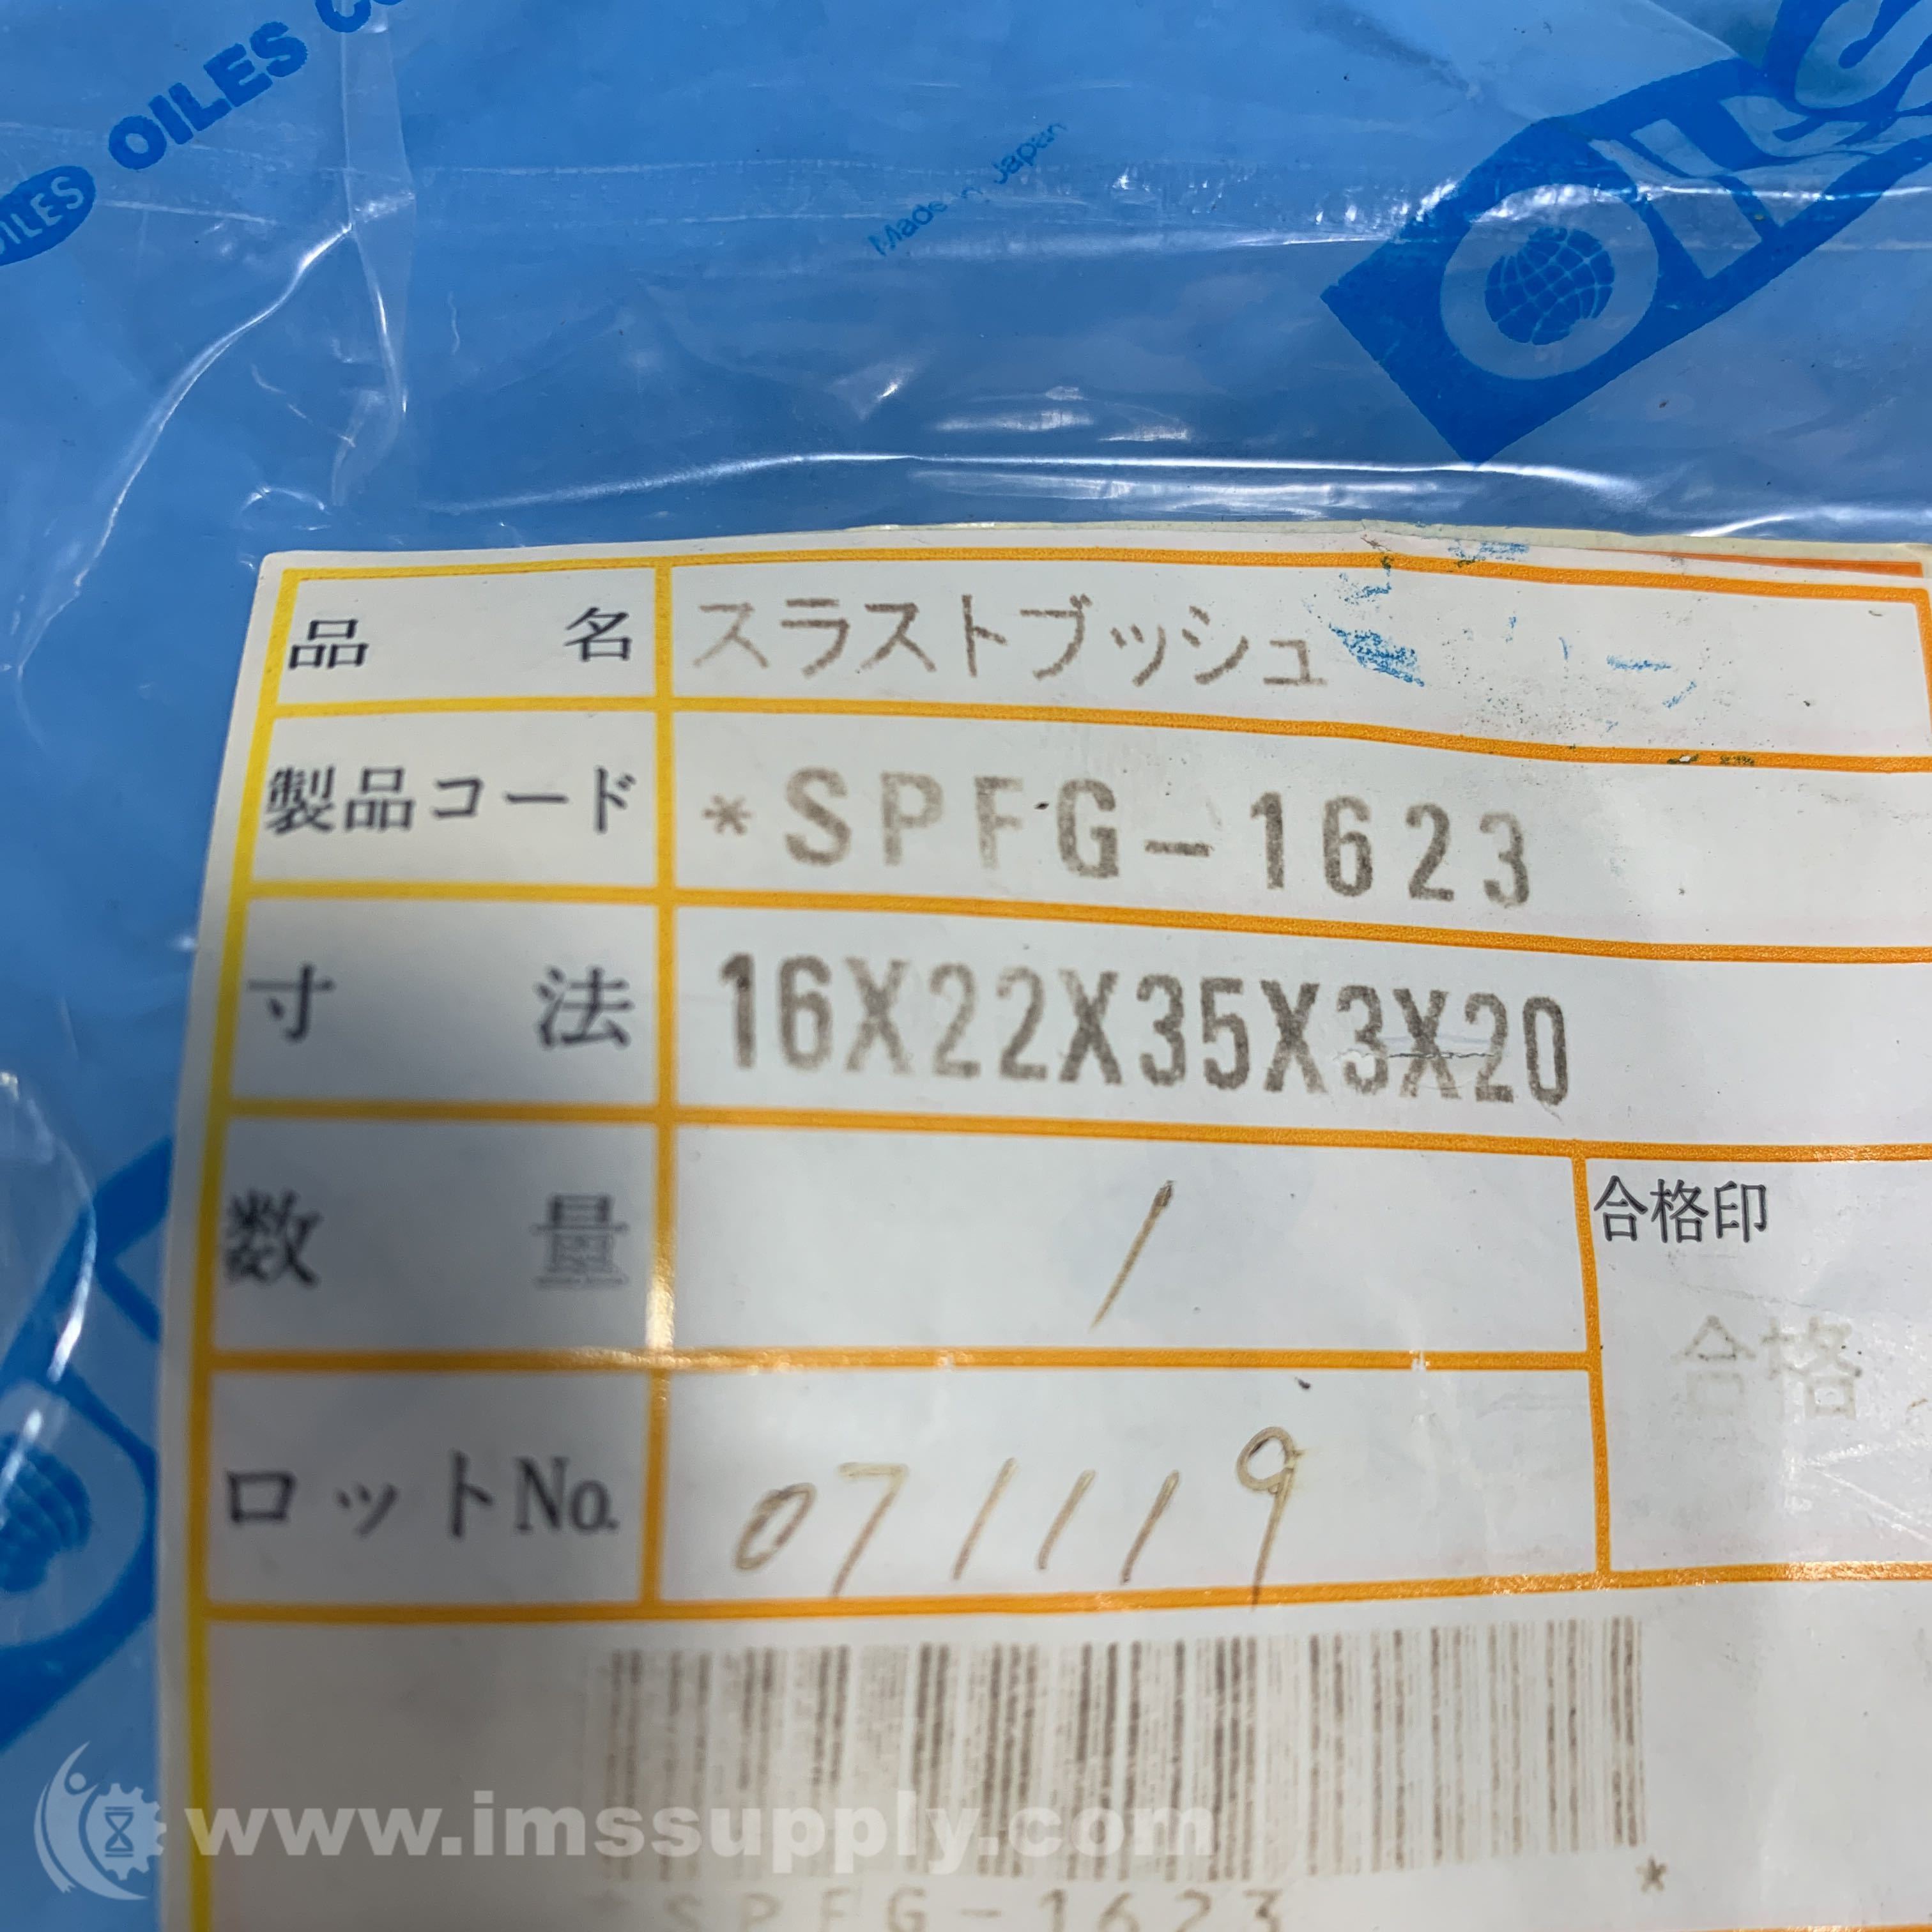 OILES OILES CO
Made in Japan
OILES
品名 スラストブッシュ
製品コード *SPFG-1623
寸法 16X22X35X3X20
数量 1
合格印
合格
ロットNo. 071119
*SPFG-1623*
www.imssupply.com